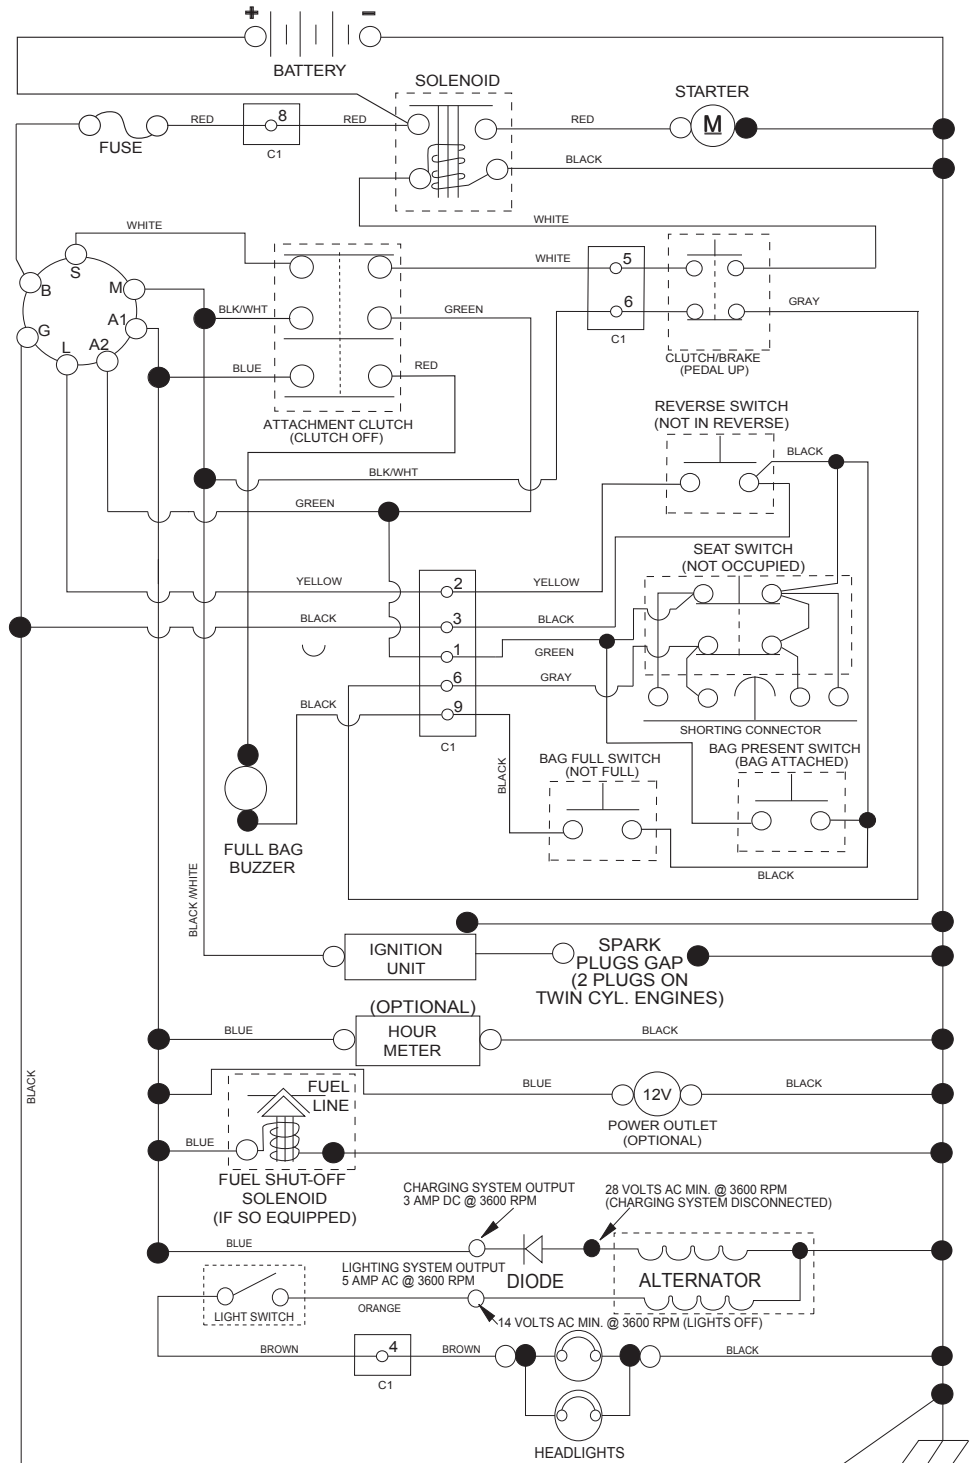 + -
BATTERY
SOLENOID
STARTER
M
FUSE
RED
8
RED
C1
RED
BLACK
WHITE
WHITE
WHITE
5
6
C1
GRAY
CLUTCH/BRAKE
(PEDAL UP)
S
B
M
G
A1
L
A2
BLK/WHT
GREEN
BLUE
RED
ATTACHMENT CLUTCH
(CLUTCH OFF)
REVERSE SWITCH
(NOT IN REVERSE)
BLACK
BLK/WHT
GREEN
SEAT SWITCH
(NOT OCCUPIED)
YELLOW
2
YELLOW
BLACK
3
BLACK
1
GREEN
6
GRAY
BLACK
9
C1
SHORTING CONNECTOR
BAG FULL SWITCH
(NOT FULL)
BAG PRESENT SWITCH
(BAG ATTACHED)
BLACK
BLACK
FULL BAG
BUZZER
BLACK /WHITE
IGNITION
UNIT
SPARK
PLUGS GAP
(2 PLUGS ON
TWIN CYL. ENGINES)
(OPTIONAL)
HOUR
METER
BLUE
BLACK
BLACK
FUEL
LINE
BLUE
12V
BLACK
POWER OUTLET
(OPTIONAL)
BLUE
FUEL SHUT-OFF
SOLENOID
(IF SO EQUIPPED)
CHARGING SYSTEM OUTPUT
3 AMP DC @ 3600 RPM
28 VOLTS AC MIN. @ 3600 RPM
(CHARGING SYSTEM DISCONNECTED)
BLUE
LIGHTING SYSTEM OUTPUT
5 AMP AC @ 3600 RPM
DIODE
ALTERNATOR
LIGHT SWITCH
ORANGE
14 VOLTS AC MIN. @ 3600 RPM (LIGHTS OFF)
BROWN
4
C1
BROWN
BLACK
HEADLIGHTS